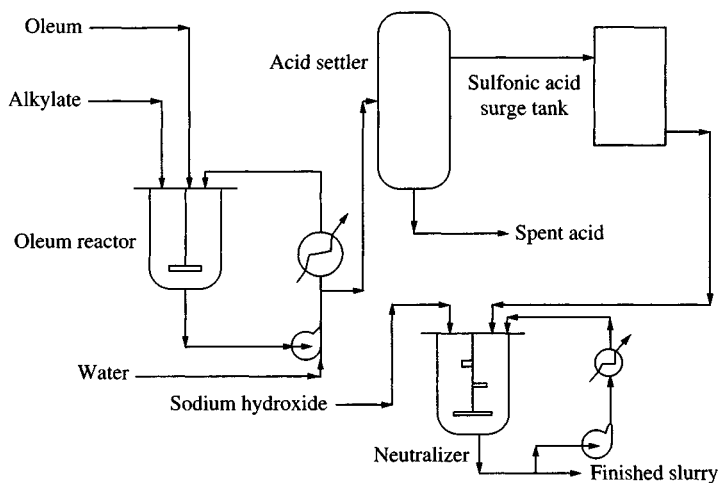 Oleum
Alkylate
Acid settler
Sulfonic acid
surge tank
Oleum reactor
Spent acid
Water
Sodium hydroxide
Neutralizer
Finished slurry